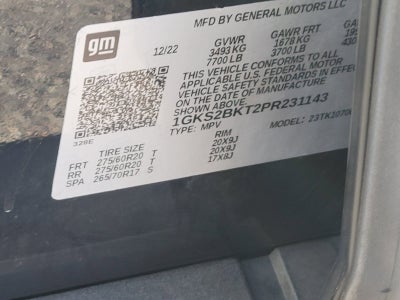 MFD BY GENERAL MOTORS LLC
gm
12/22 GVWR GAWR FRT
3493 KG 1678 KG
7700 LB 3700 LB
THIS VEHICLE CONFORMS TO ALL
APPLICABLE U.S. FEDERAL MOTOR
VEHICLE SAFETY STANDARDS IN EFFE
ON THE DATE OF MANUFACTURE
SHOWN ABOVE.
1GKS2BKT2PR231143
TYPE: MPV MODEL: 23TK10706
328E
TIRE SIZE RIM
FRT 275/60R20 T 20X9J
RR 275/60R20 T 20X9J
SPA 265/70R17 S 17X8J